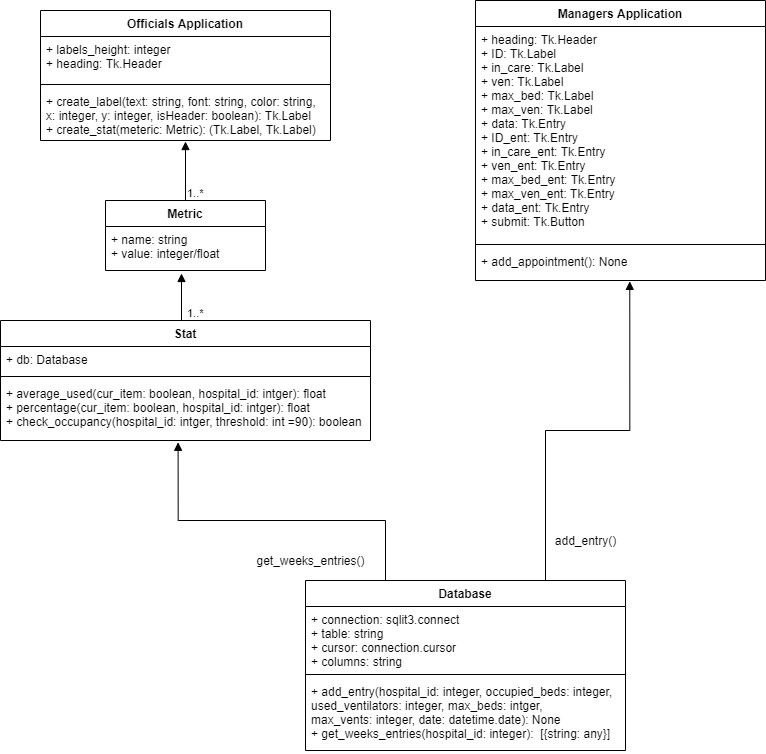 Officials Application
+ labels_height: integer
+ heading: Tk.Header
+ create_label(text: string, font: string, color: string,
x: integer, y: integer, isHeader: boolean): Tk.Label
+ create_stat(meteric: Metric): (Tk.Label, Tk.Label)
Managers Application
+ heading: Tk.Header
+ ID: Tk.Label
+ in_care: Tk.Label
+ ven: Tk.Label
+ max_bed: Tk.Label
+ max_ven: Tk.Label
+ data: Tk.Entry
+ ID_ent: Tk.Entry
+ in_care_ent: Tk.Entry
+ ven_ent: Tk.Entry
+ max_bed_ent: Tk.Entry
+ max_ven_ent: Tk.Entry
+ data_ent: Tk.Entry
+ submit: Tk.Button
+ add_appointment(): None
1..*
Metric
+ name: string
+ value: integer/float
1..*
Stat
+ db: Database
+ average_used(cur_item: boolean, hospital_id: intger): float
+ percentage(cur_item: boolean, hospital_id: intger): float
+ check_occupancy(hospital_id: intger, threshold: int =90): boolean
get_weeks_entries()
add_entry()
Database
+ connection: sqlit3.connect
+ table: string
+ cursor: connection.cursor
+ columns: string
+ add_entry(hospital_id: integer, occupied_beds: integer,
used_ventilators: integer, max_beds: intger,
max_vents: integer, date: datetime.date): None
+ get_weeks_entries(hospital_id: integer): [{string: any}]